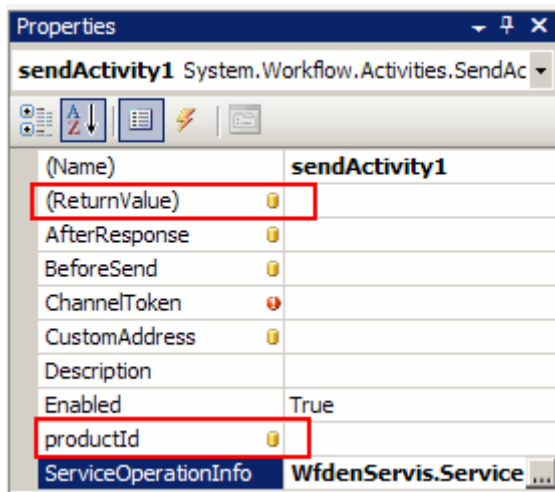 Properties
sendActivity1 System.Workflow.Activities.SendAc
(Name) sendActivity1
(ReturnValue)
AfterResponse
BeforeSend
ChannelToken
CustomAddress
Description
Enabled True
productId
ServiceOperationInfo WfdenServis.Service ...